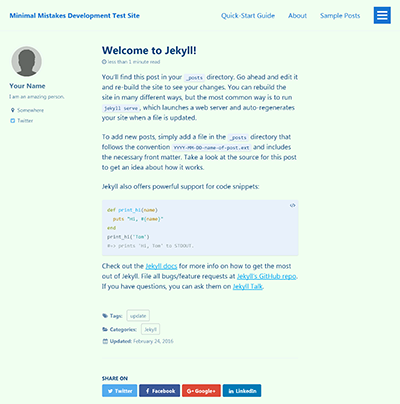 Minimal Mistakes Development Test Site
Quick-Start Guide About Sample Posts
Your Name
I am an amazing person.
Somewhere
Twitter
Welcome to Jekyll!
less than 1 minute read
You'll find this post in your _posts directory. Go ahead and edit it
and re-build the site to see your changes. You can rebuild the
site in many different ways, but the most common way is to run
jekyll serve, which launches a web server and auto-regenerates
your site when a file is updated.
To add new posts, simply add a file in the _posts directory that
follows the convention YYYY-MM-DD-name-of-post.ext and includes
the necessary front matter. Take a look at the source for this post
to get an idea about how it works.
Jekyll also offers powerful support for code snippets:
</>
def print_hi(name)
puts "Hi, #{name}"
end
print_hi('Tom')
#=> prints 'Hi, Tom' to STDOUT.
Check out the Jekyll docs for more info on how to get the most
out of Jekyll. File all bugs/feature requests at Jekyll's GitHub repo.
If you have questions, you can ask them on Jekyll Talk.
Tags: update
Categories: Jekyll
Updated: February 24, 2016
SHARE ON
Twitter Facebook Google+ LinkedIn